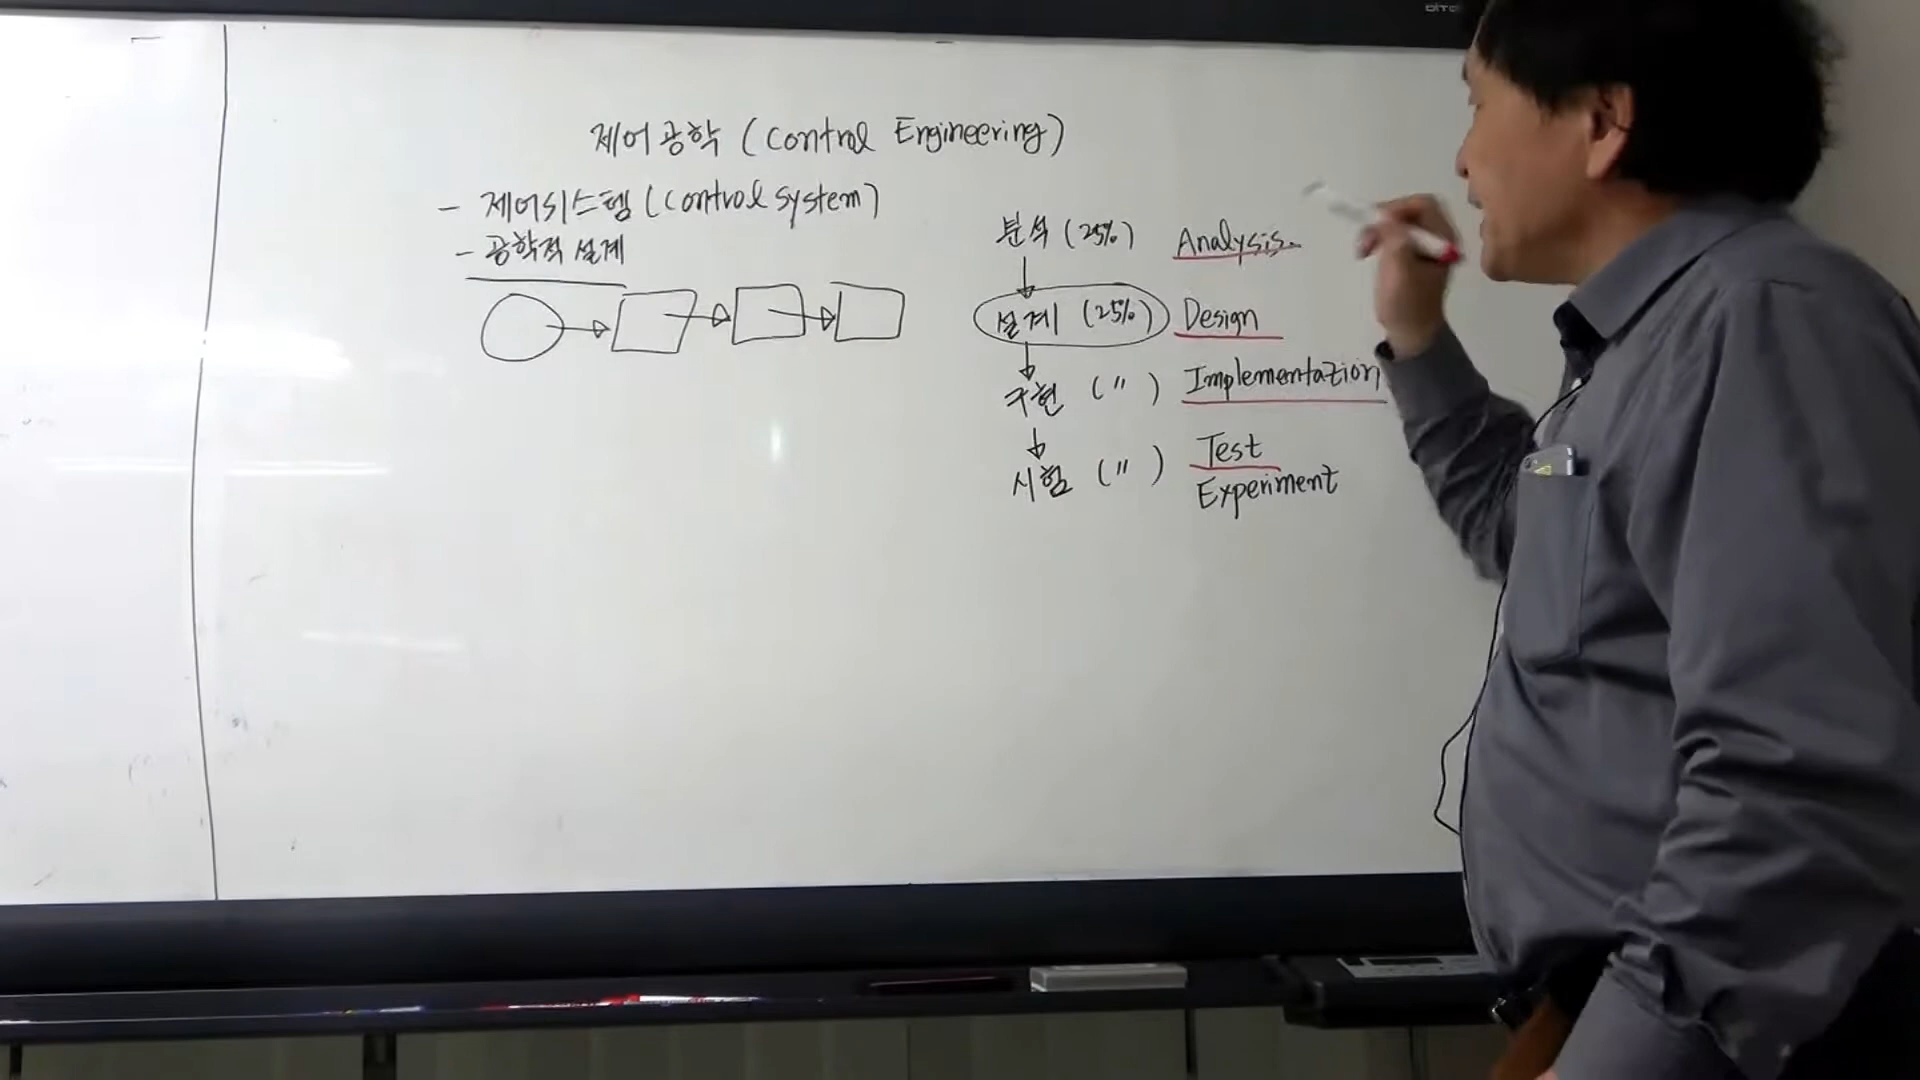 제어공학 (Control Engineering)
- 제어시스템 (Control system)
- 공학적 설계
분석 (25%) Analysis.
설계 (25%) Design
구현 ( " ) Implementation
시험 ( " ) Test
Experiment